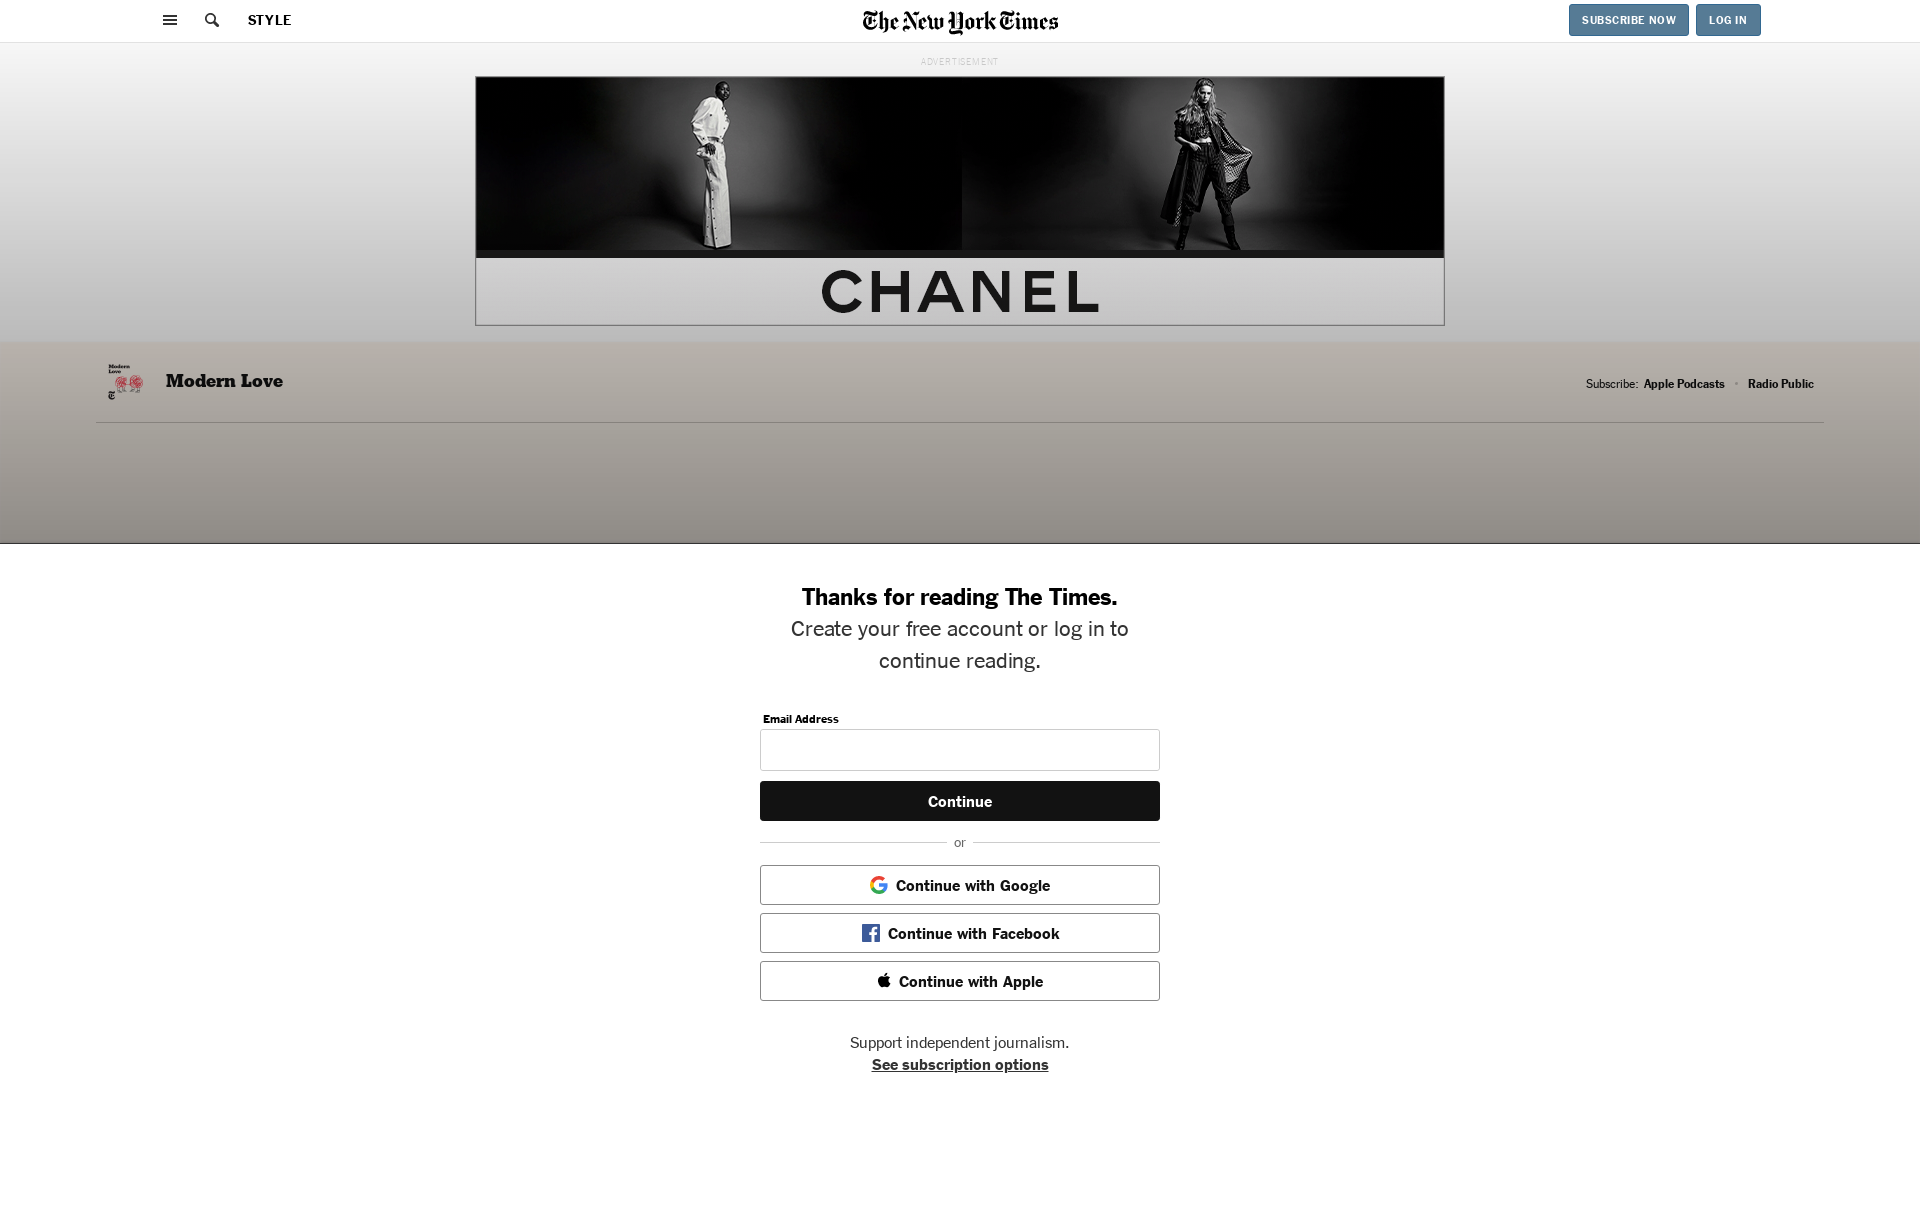 STYLE
The New York Times
SUBSCRIBE NOW
LOG IN
ADVERTISEMENT
CHANEL
Modern Love
Modern Love
Subscribe: Apple Podcasts • Radio Public
Thanks for reading The Times.
Create your free account or log in to
continue reading.
Email Address
Continue
or
Continue with Google
Continue with Facebook
Continue with Apple
Support independent journalism.
See subscription options